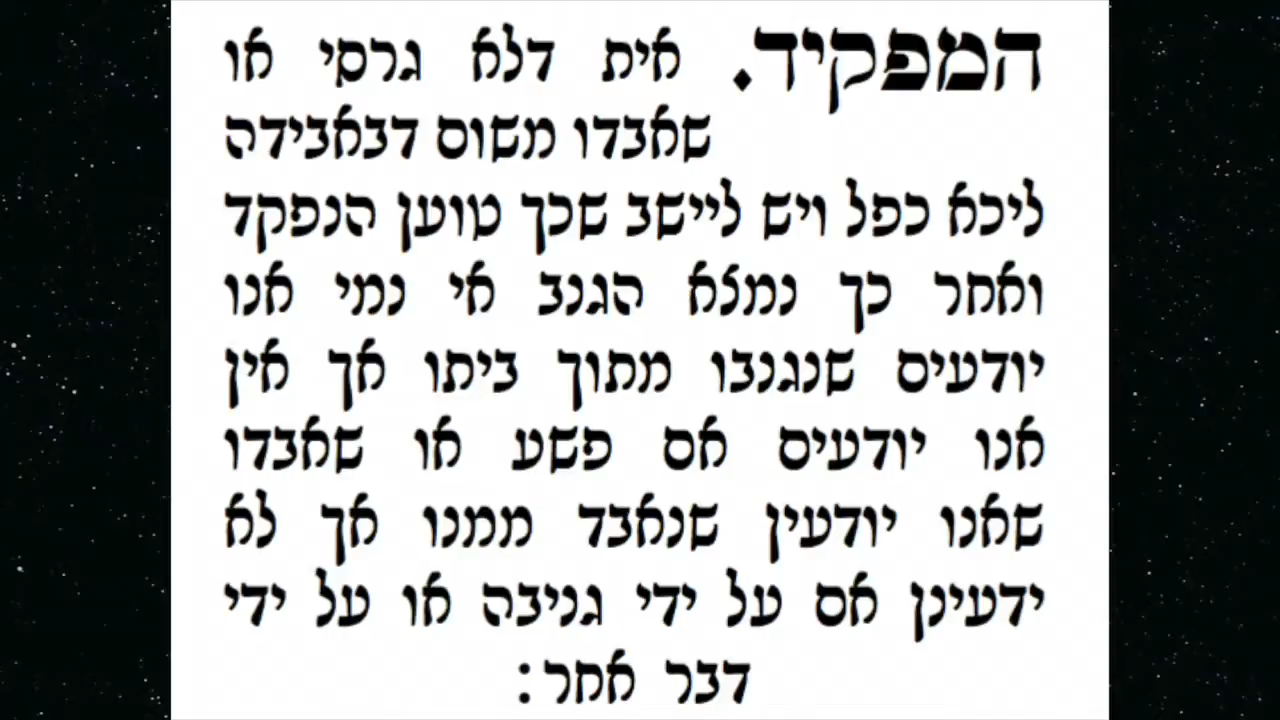 המפקיד. אית דלא גרסי או
שאבדו משום דבאבידה
ליכא כפל ויש ליישב שכך טוען הנפקד
ואחר כך נמצא הגנב אי נמי אנו
יודעים שנגנבו מתוך ביתו אך אין
אנו יודעים אם פשע או שאבדו
שאנו יודעין שנאבד ממנו אך לא
ידעינן אם על ידי גניבה או על ידי
דבר אחר: